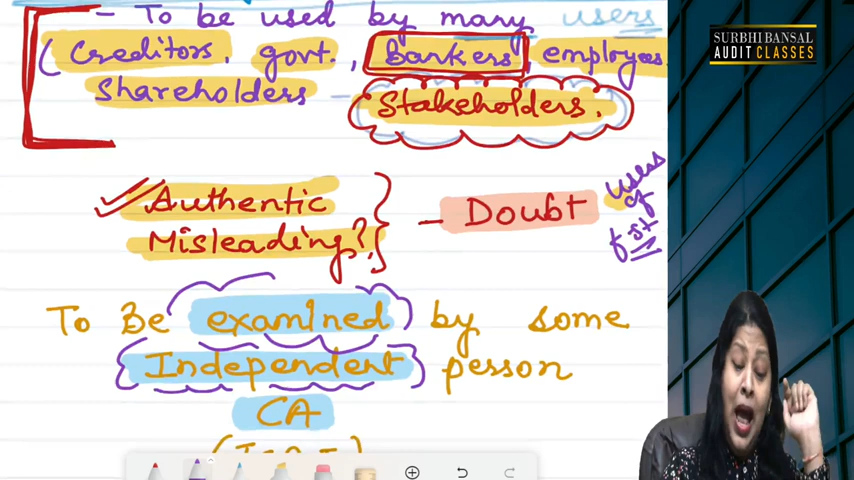 - To be used by many users
(Creditors, govt., bankers, employees
Shareholders - Stakeholders.
Authentic
Misleading?
- Doubt
users
of
f.st
To Be examined by some
Independent person
CA
SURBHI BANSAL
AUDIT CLASSES